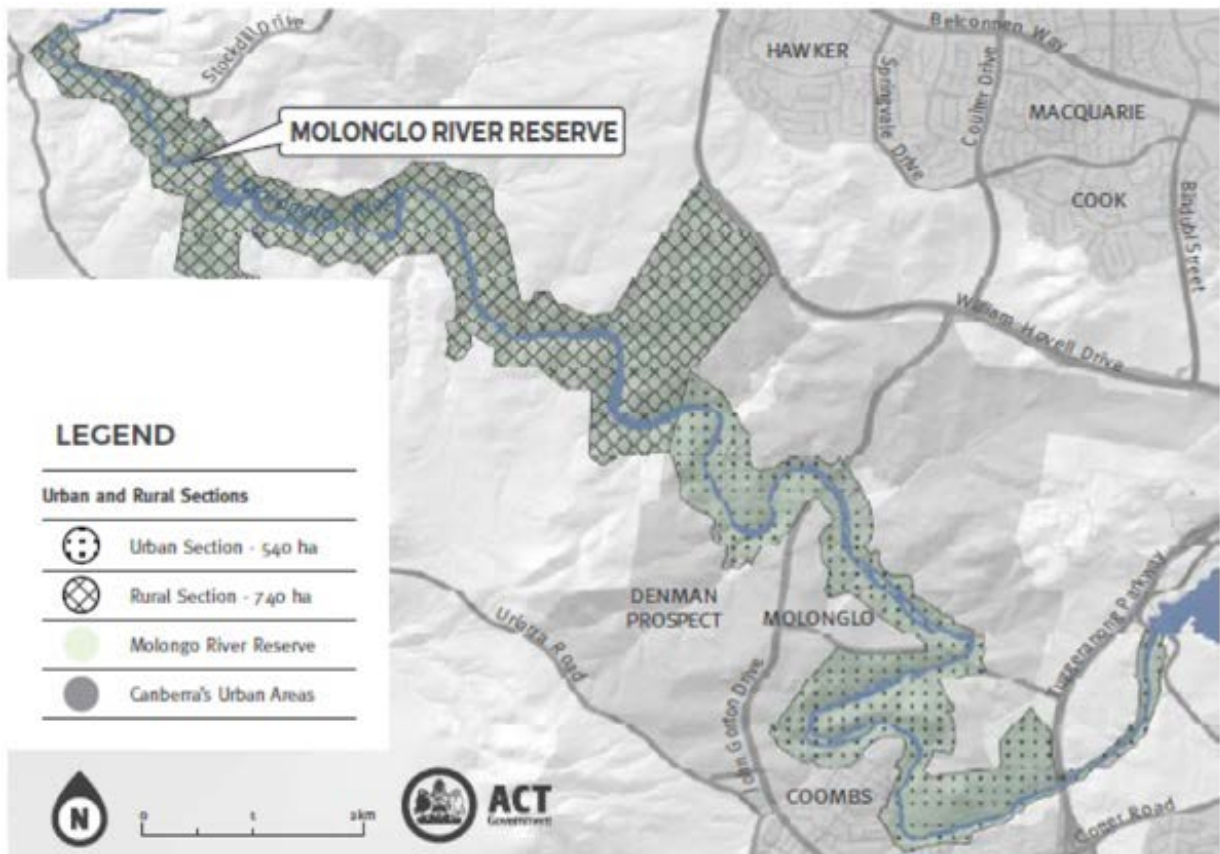 Stockdill Drive
Belconnen Way
HAWKER
Springvale Drive
Coulter Drive
MACQUARIE
COOK
Bindubi Street
MOLONGLO RIVER RESERVE
William Hovell Drive
LEGEND
Urban and Rural Sections
Urban Section - 540 ha
Rural Section - 740 ha
Molongo River Reserve
Canberra's Urban Areas
DENMAN
PROSPECT
MOLONGLO
Uriarra Road
John Gorton Drive
Tuggeranong Parkway
COOMBS
Cotter Road
N
0 1 2km
ACT
Government